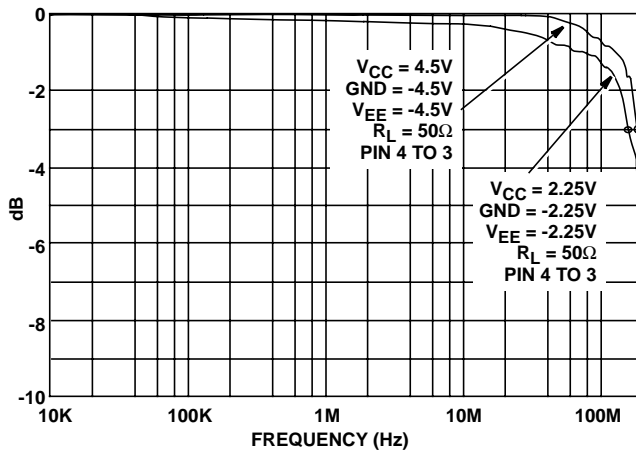 0
-2
-4
-6
-8
-10
dB
VCC = 4.5V
GND = -4.5V
VEE = -4.5V
RL = 50Ω
PIN 4 TO 3
VCC = 2.25V
GND = -2.25V
VEE = -2.25V
RL = 50Ω
PIN 4 TO 3
10K 100K 1M 10M 100M
FREQUENCY (Hz)